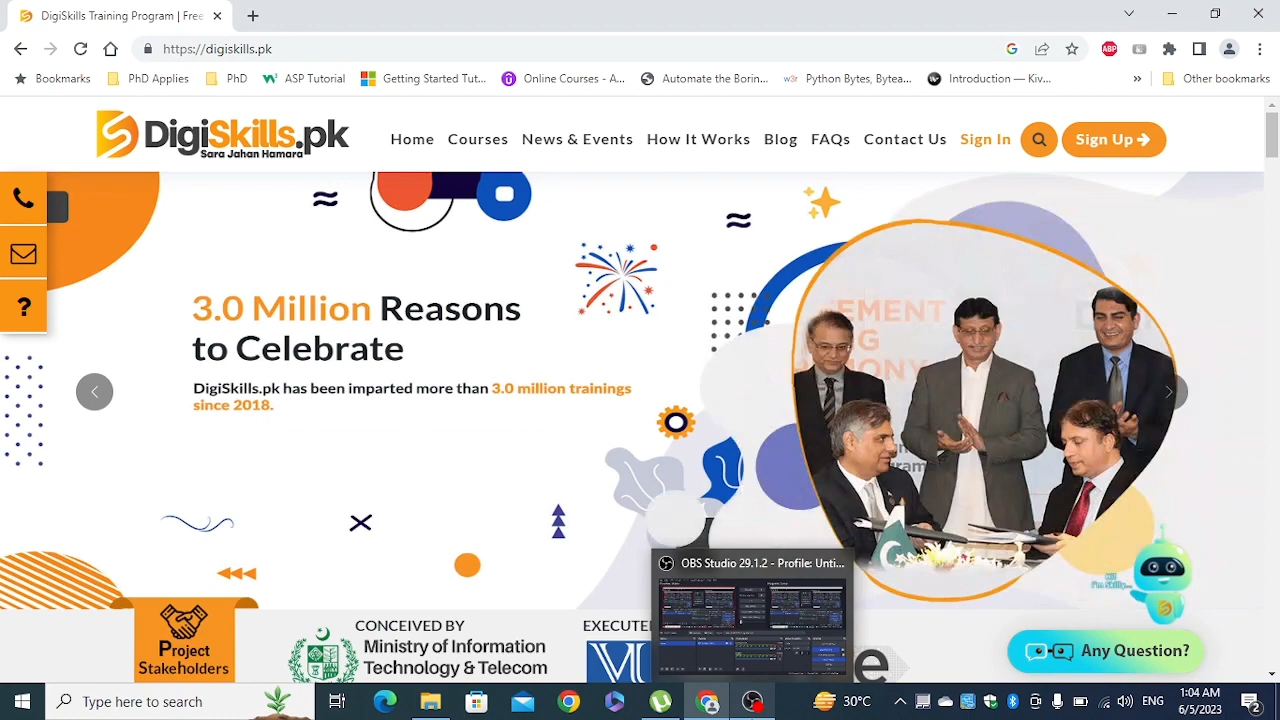 Digiskills Training Program | Free
https://digiskills.pk
Bookmarks
PhD Applies
PhD
ASP Tutorial
Getting Started Tut...
Online Courses - A...
Automate the Borin...
Python Bytes, Bytea...
Introduction — Kiv...
»
Other bookmarks
DigiSkills.pk
Sara Jahan Hamara
Home
Courses
News & Events
How It Works
Blog
FAQs
Contact Us
Sign In
Sign Up
?
3.0 Million Reasons
to Celebrate
DigiSkills.pk has been imparted more than 3.0 million trainings
since 2018.
OBS Studio 29.1.2 - Profile: Unti...
Hi!
I'm Skills...
Project
Stakeholders
CONCEIVED BY
Ministry of Information
Technology & Telecom
Any Question?
Type here to search
30°C
ENG
1:04 AM
6/5/2023